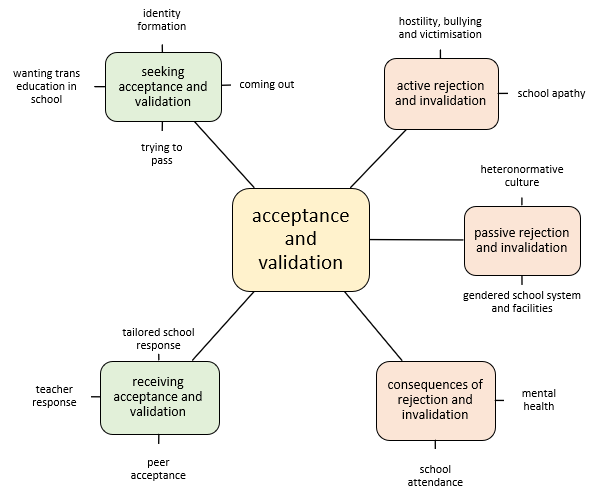 identity
formation
wanting trans
education in
school
seeking
acceptance and
validation
coming out
trying to
pass
hostility, bullying
and victimisation
active rejection
and invalidation
school apathy
acceptance
and
validation
heteronormative
culture
passive rejection
and invalidation
gendered school system
and facilities
tailored school
response
teacher
response
receiving
acceptance and
validation
peer
acceptance
consequences of
rejection and
invalidation
mental
health
school
attendance